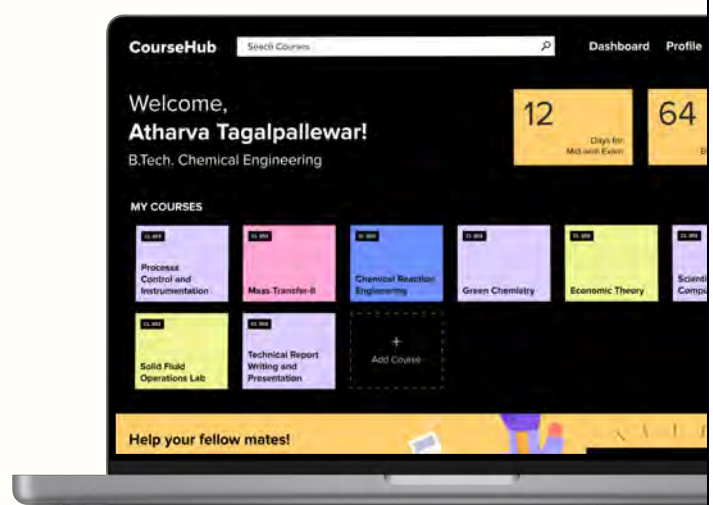 CourseHub
Search Courses
Dashboard
Profile
Welcome,
Atharva Tagalpallewar!
B.Tech. Chemical Engineering
12
Days for
Mid-sem Exam
64
MY COURSES
Process
Control and
Instrumentation
Mass Transfer-II
Chemical Reaction
Engineering
Green Chemistry
Economic Theory
Scienti
Compu
Solid Fluid
Operations Lab
Technical Report
Writing and
Presentation
+
Add Course
Help your fellow mates!